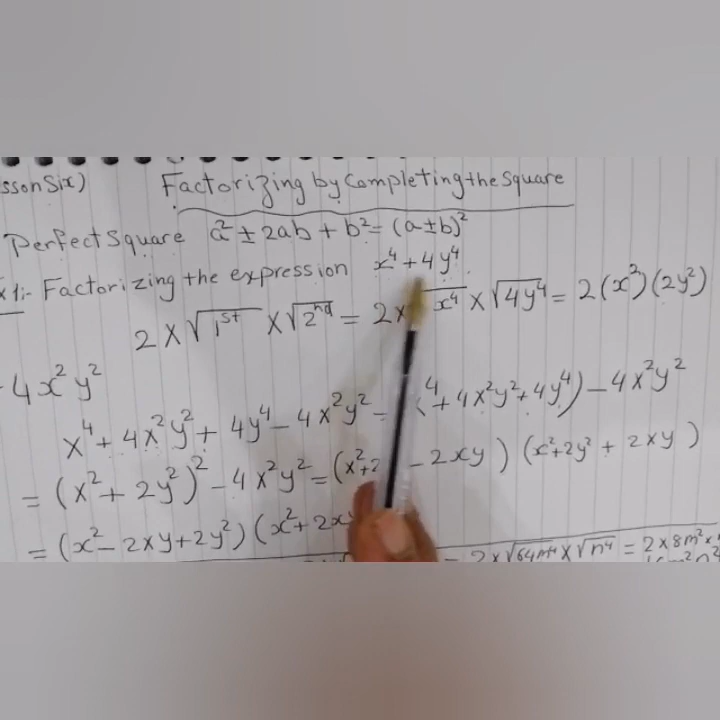 sson Six) Factorizing by Completing the Square
Perfect Square a² ± 2ab + b² = (a ± b)²
x1:- Factorizing the expression x⁴ + 4y⁴
2 × √1st × √2nd = 2 × √x⁴ × √4y⁴ = 2(x²)(2y²)
4x²y²
x⁴ + 4x²y² + 4y⁴ - 4x²y² = (⁴ + 4x²y² + 4y⁴) - 4x²y²
= (x² + 2y²)² - 4x²y² = (x² + 2 - 2xy) (x² + 2y² + 2xy)
= (x² - 2xy + 2y²) (x² + 2xy
2 × √64m⁴ × √n⁴ = 2 × 8m² ×